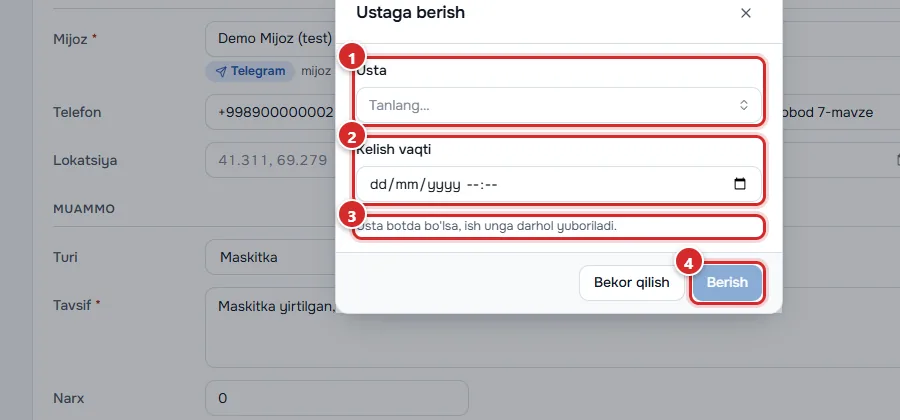 Ustaga berish
Mijoz *
Demo Mijoz (test)
Telegram mijoz
1
Usta
Tanlang...
Telefon
+998900000002
obod 7-mavze
2
Kelish vaqti
Lokatsiya
41.311, 69.279
dd/mm/yyyy --:--
MUAMMO
3
Usta botda bo'lsa, ish unga darhol yuboriladi.
Turi
Maskitka
4
Bekor qilish
Berish
Tavsif *
Maskitka yirtilgan,
Narx
0